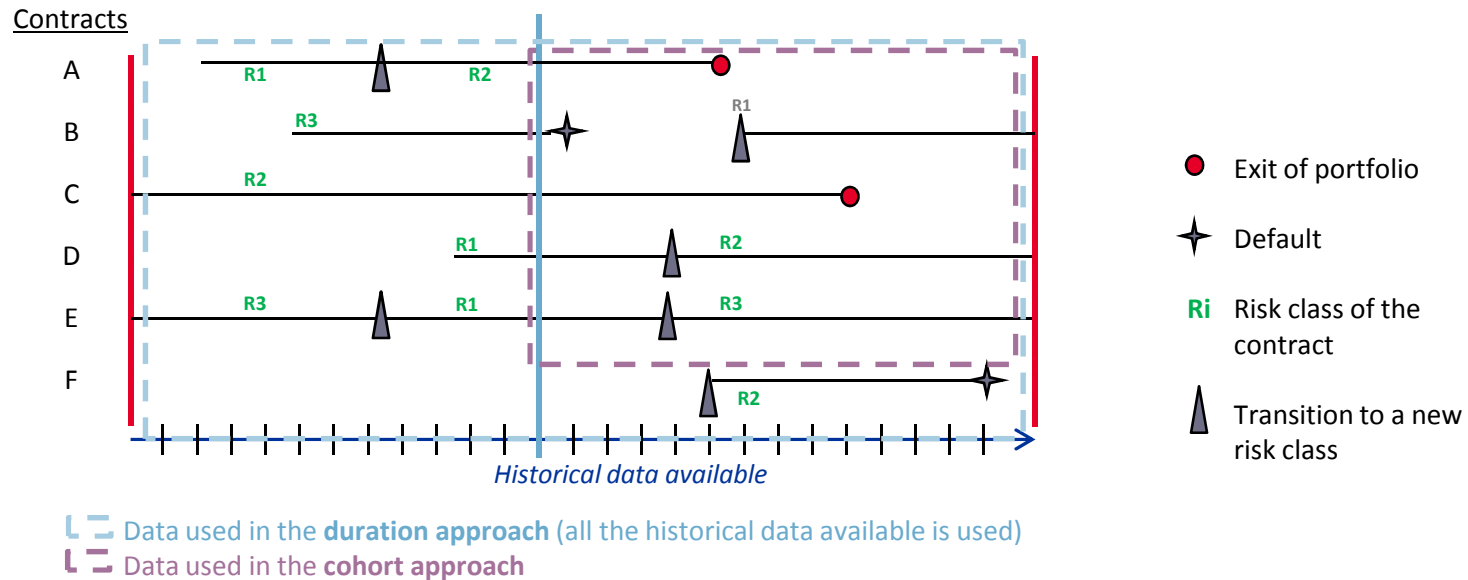 Contracts
A
R1
R2
B
R3
R1
C
R2
D
R1
R2
E
R3
R1
R3
F
R2
Historical data available
Exit of portfolio
Default
Ri
Risk class of the
contract
Transition to a new
risk class
Data used in the duration approach (all the historical data available is used)
Data used in the cohort approach